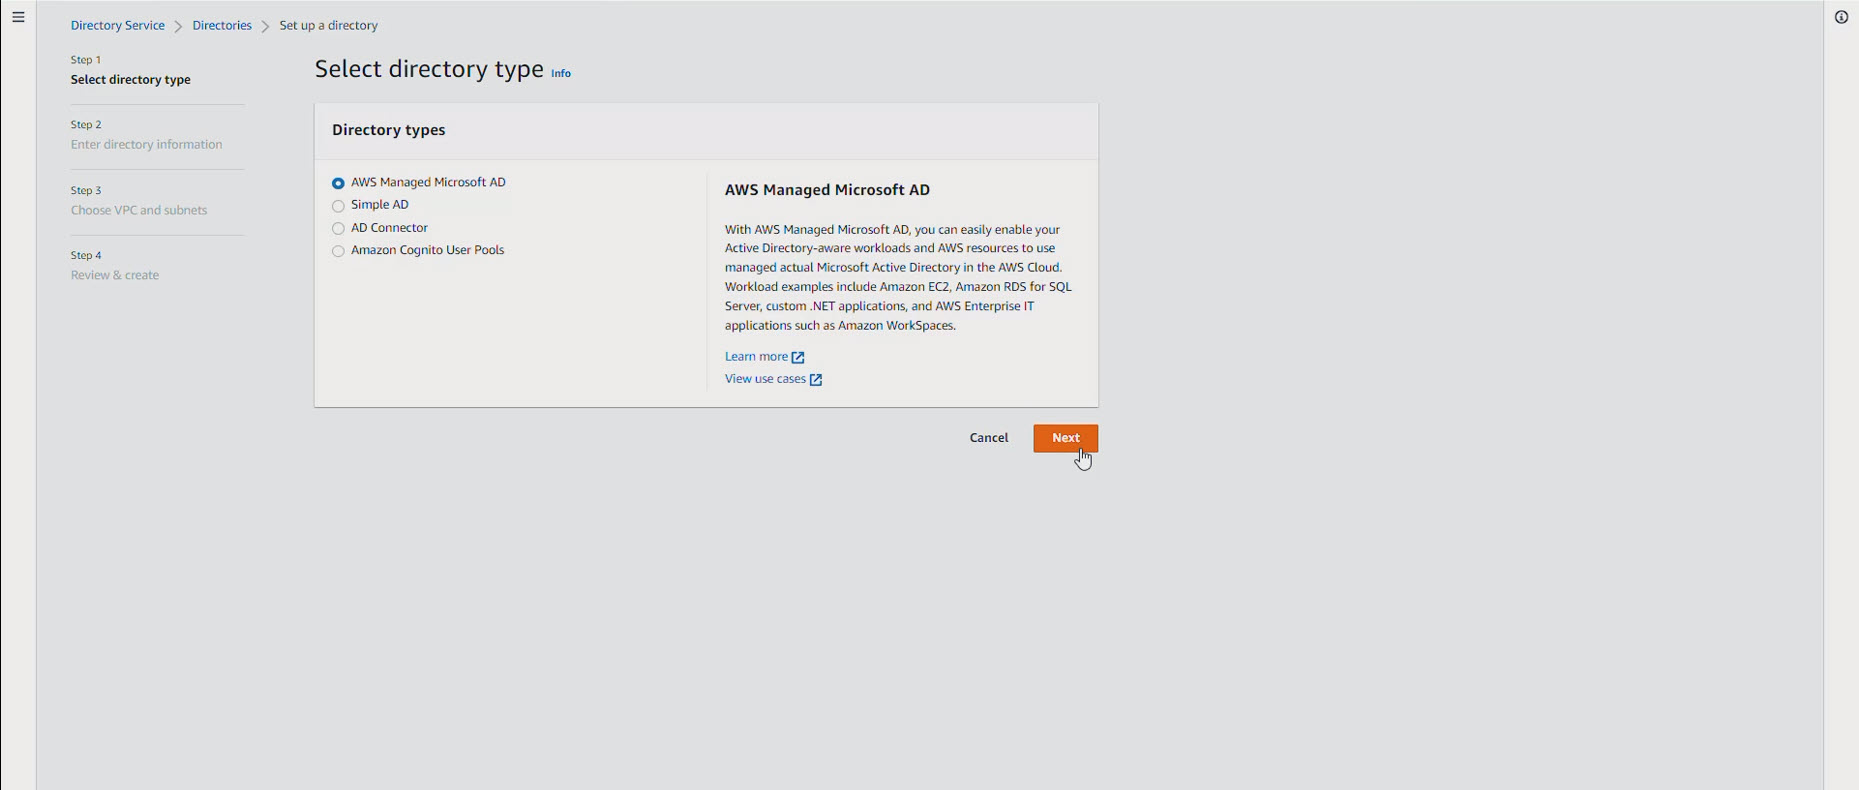 Directory Service > Directories > Set up a directory
Step 1
Select directory type
Step 2
Enter directory information
Step 3
Choose VPC and subnets
Step 4
Review & create
Select directory type Info
Directory types
AWS Managed Microsoft AD
Simple AD
AD Connector
Amazon Cognito User Pools
AWS Managed Microsoft AD
With AWS Managed Microsoft AD, you can easily enable your
Active Directory-aware workloads and AWS resources to use
managed actual Microsoft Active Directory in the AWS Cloud.
Workload examples include Amazon EC2, Amazon RDS for SQL
Server, custom .NET applications, and AWS Enterprise IT
applications such as Amazon WorkSpaces.
Learn more
View use cases
Cancel Next